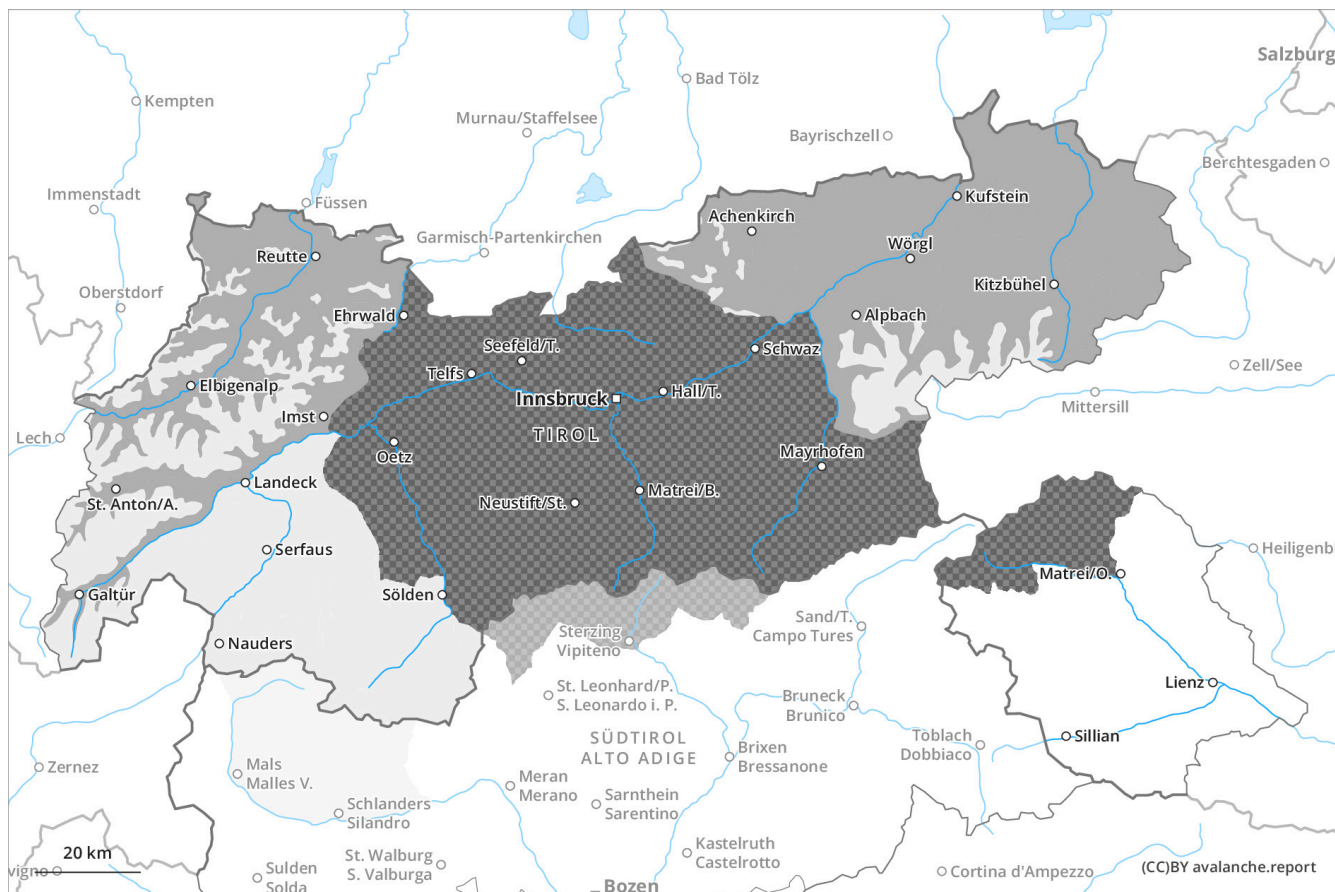 Salzburg
Kempten
Bad Tölz
Murnau/Staffelsee
Bayrischzell
Berchtesgaden
Immenstadt
Füssen
Kufstein
Achenkirch
Garmisch-Partenkirchen
Wörgl
Reutte
Kitzbühel
Oberstdorf
Ehrwald
Alpbach
Seefeld/T.
Schwaz
Zell/See
Telfs
Elbigenalp
Innsbruck
Hall/T.
Mittersill
Imst
Lech
TIROL
Oetz
Mayrhofen
Landeck
St. Anton/A.
Neustift/St.
Matrei/B.
Serfaus
Heiligenb
Matrei/O.
Galtür
Sölden
Sand/T.
Campo Tures
Sterzing
Vipiteno
Nauders
St. Leonhard/P.
S. Leonardo i. P.
Bruneck
Brunico
Lienz
SÜDTIROL
ALTO ADIGE
Toblach
Dobbiaco
Sillian
Brixen
Bressanone
Zernez
Mals
Malles V.
Meran
Merano
Schlanders
Silandro
Sarnthein
Sarentino
20 km
St. Walburg
S. Valburga
Kastelruth
Castelrotto
vigno
Sulden
Solda
Bozen
Cortina d'Ampezzo
(CC)BY avalanche.report